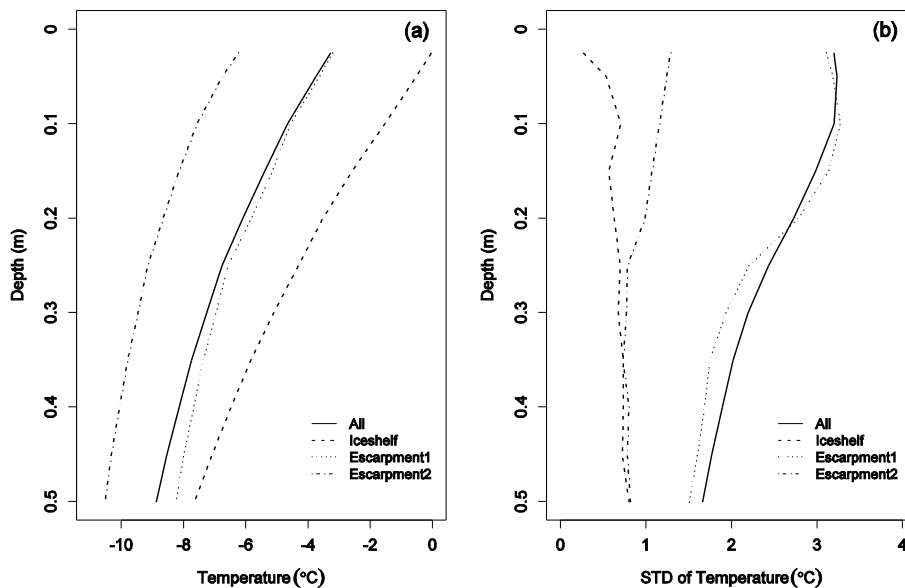 (a)
0
0.1
0.2
0.3
0.4
0.5
Depth (m)
All
Iceshelf
Escarpment1
Escarpment2
-10
-8
-6
-4
-2
0
Temperature (°C)
(b)
0
0.1
0.2
0.3
0.4
0.5
Depth (m)
All
Iceshelf
Escarpment1
Escarpment2
0
1
2
3
4
STD of Temperature (°C)